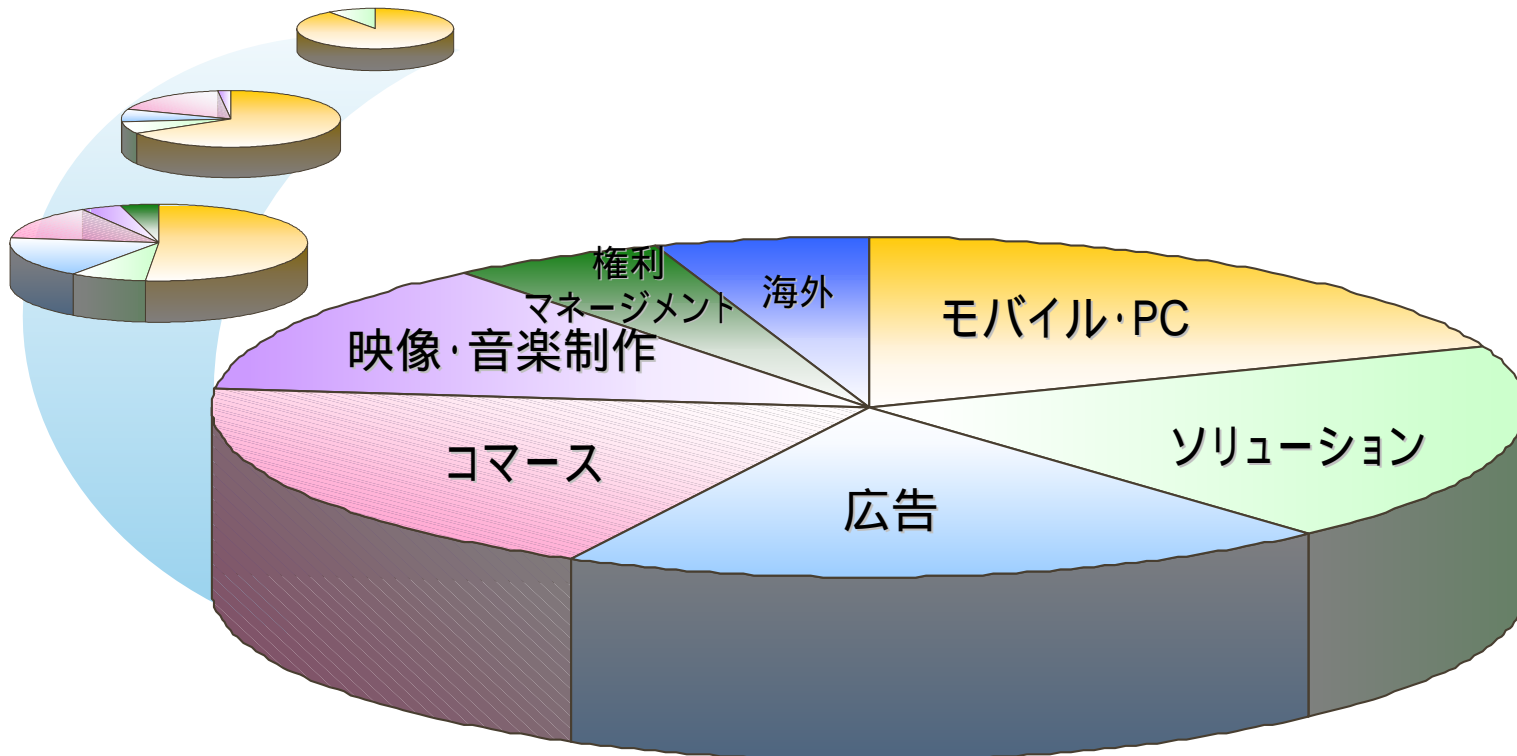 権利
マネージメント
海外
モバイル・PC
映像・音楽制作
ソリューション
コマース
広告